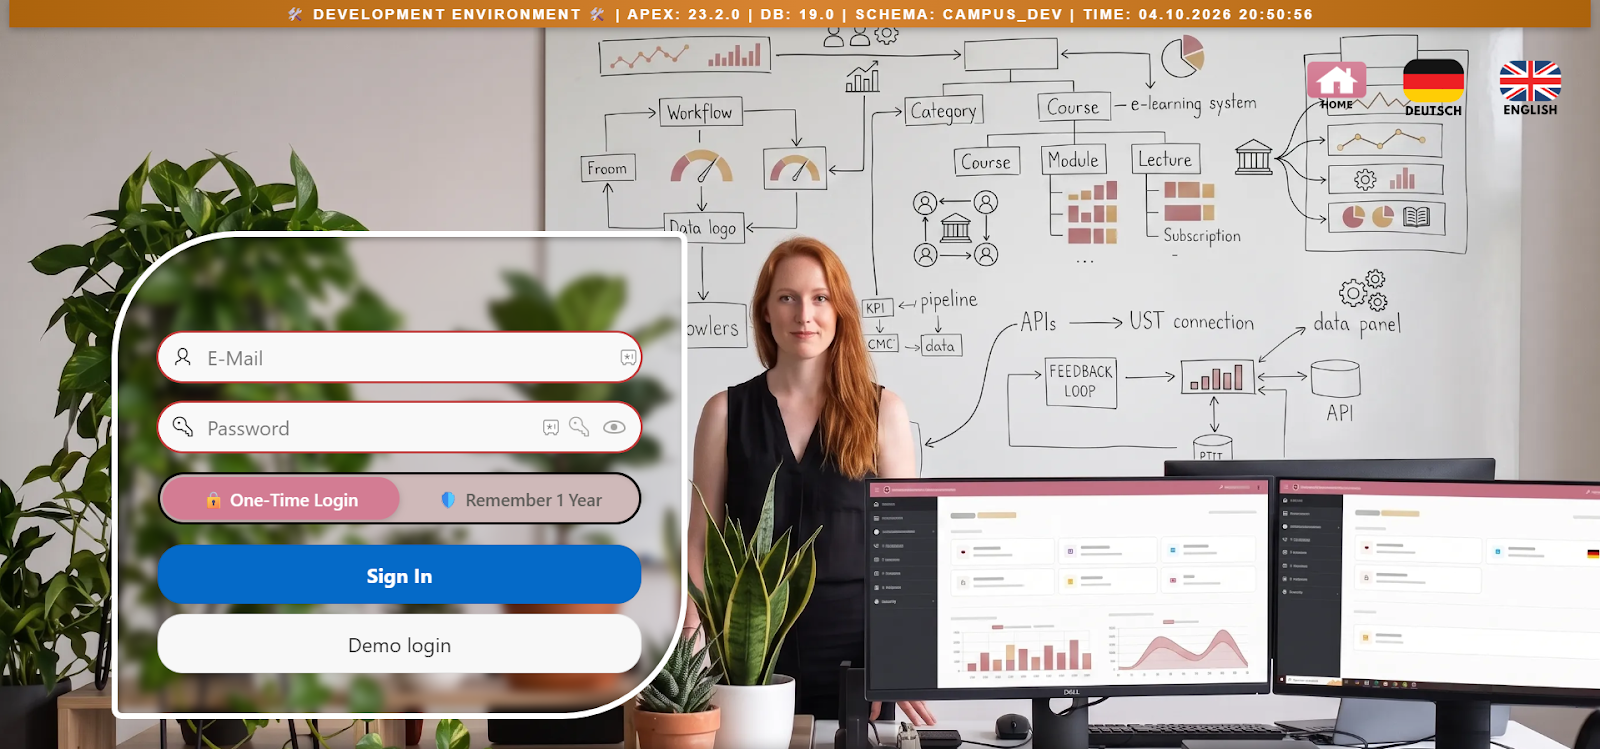 DEVELOPMENT ENVIRONMENT | APEX: 23.2.0 | DB: 19.0 | SCHEMA: CAMPUS_DEV | TIME: 04.10.2026 20:50:56
HOME
DEUTSCH
ENGLISH
Workflow
Category
Course
e-learning system
Froom
Course
Module
Lecture
Data logo
Subscription
...
owlers
KPI
pipeline
CMC
data
APIs
UST connection
data panel
FEEDBACK
LOOP
API
PTIT
E-Mail
Password
One-Time Login
Remember 1 Year
Sign In
Demo login
DELL